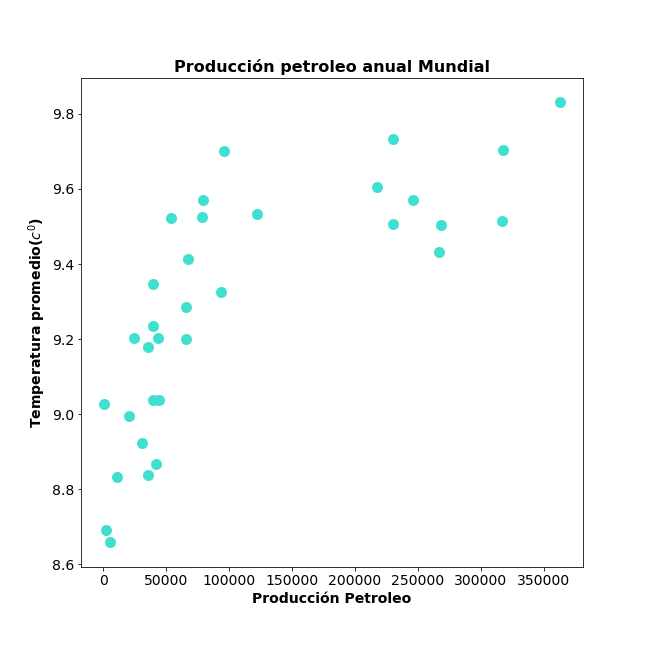 Producción petroleo anual Mundial
Temperatura promedio(c⁰)
9.8
9.6
9.4
9.2
9.0
8.8
8.6
0 50000 100000 150000 200000 250000 300000 350000
Producción Petroleo